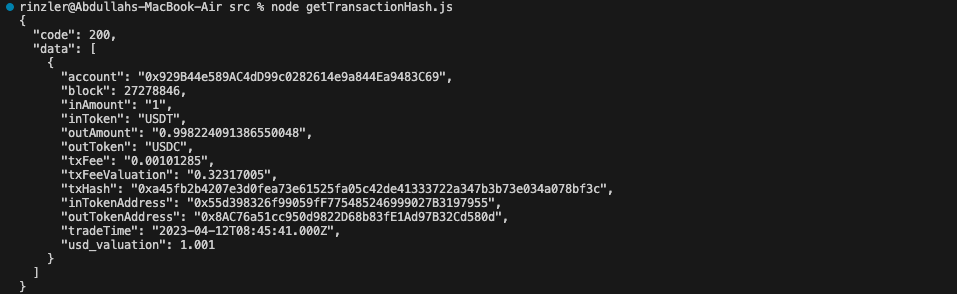 rinzler@Abdullahs-MacBook-Air src % node getTransactionHash.js
{
  "code": 200,
  "data": [
    {
      "account": "0x929B44e589AC4dD99c0282614e9a844Ea9483C69",
      "block": 27278846,
      "inAmount": "1",
      "inToken": "USDT",
      "outAmount": "0.998224091386550048",
      "outToken": "USDC",
      "txFee": "0.00101285",
      "txFeeValuation": "0.32317005",
      "txHash": "0xa45fb2b4207e3d0fea73e61525fa05c42de41333722a347b3b73e034a078bf3c",
      "inTokenAddress": "0x55d398326f99059fF775485246999027B3197955",
      "outTokenAddress": "0x8AC76a51cc950d9822D68b83fE1Ad97B32Cd580d",
      "tradeTime": "2023-04-12T08:45:41.000Z",
      "usd_valuation": 1.001
    }
  ]
}